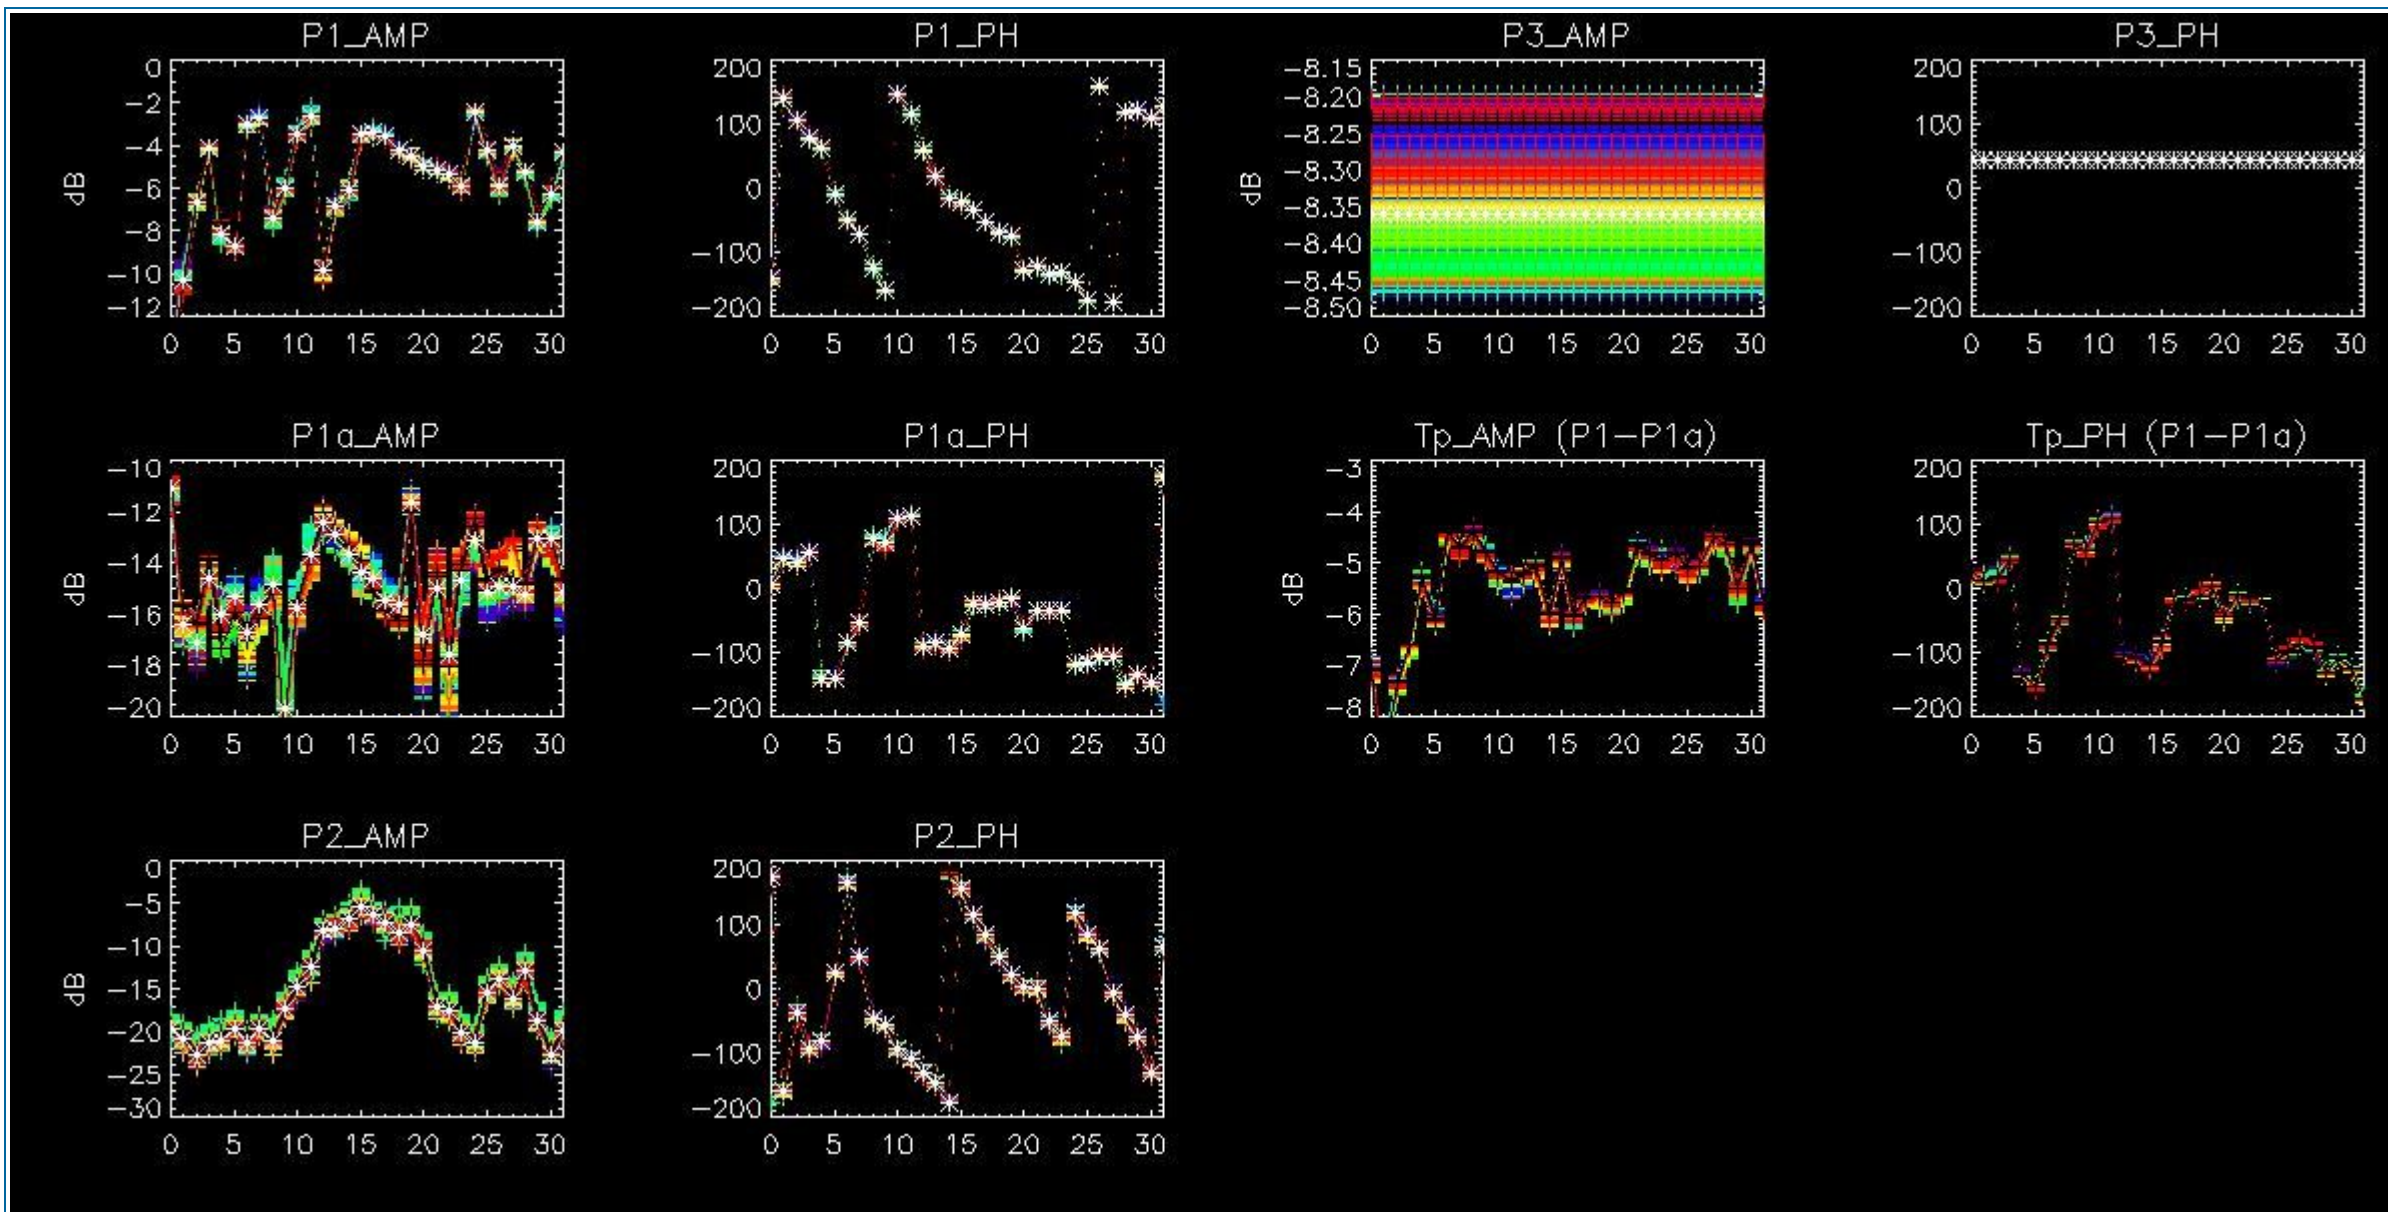 P1_AMP P1_PH P3_AMP P3_PH
0 200 −8.15 200
−2 100 −8.20 100
−4 0 −8.25 0
−6 −100 −8.30 −100
−8 −200 −8.35 −200
−10 −8.40
−12 −8.45
−8.50
dB dB
0 5 10 15 20 25 30 0 5 10 15 20 25 30 0 5 10 15 20 25 30 0 5 10 15 20 25 30
P1a_AMP P1a_PH Tp_AMP (P1−P1a) Tp_PH (P1−P1a)
−10 200 −3 200
−12 100 −4 100
−14 0 −5 0
−16 −100 −6 −100
−18 −200 −7 −200
−20 −8
dB dB
0 5 10 15 20 25 30 0 5 10 15 20 25 30 0 5 10 15 20 25 30 0 5 10 15 20 25 30
P2_AMP P2_PH
0 200
−5 100
−10 0
−15 −100
−20 −200
−25
−30
dB
0 5 10 15 20 25 30 0 5 10 15 20 25 30